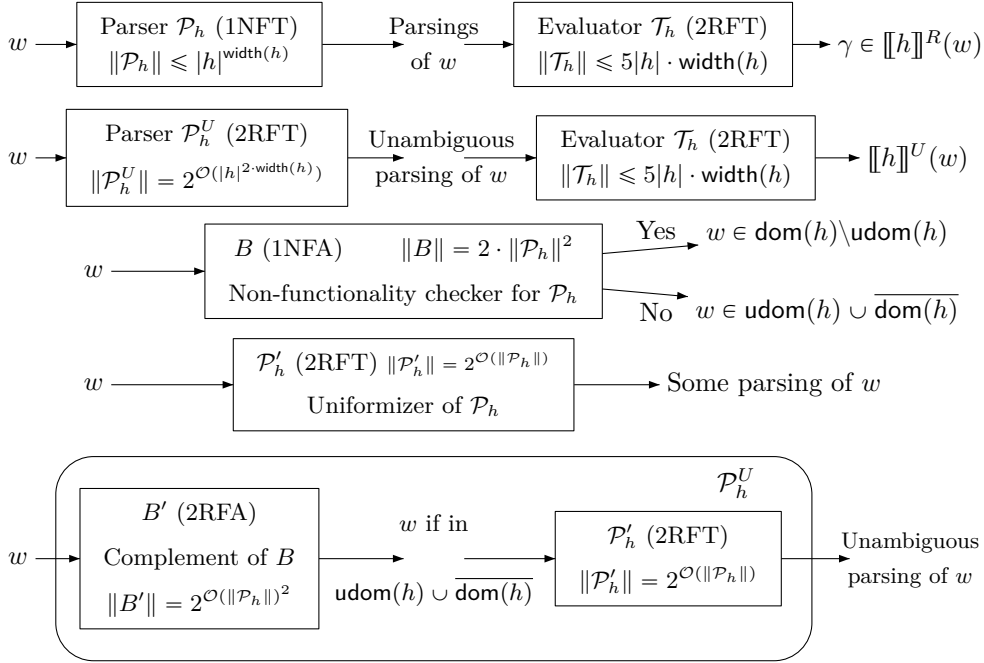 w
Parser 𝒫_h (1NFT)
‖𝒫_h‖ ⩽ |h|^{width(h)}
Parsings
of w
Evaluator 𝒯_h (2RFT)
‖𝒯_h‖ ⩽ 5|h| · width(h)
γ ∈ ⟦h⟧^R(w)
w
Parser 𝒫_h^U (2RFT)
‖𝒫_h^U‖ = 2^{𝒪(|h|^{2·width(h)})}
Unambiguous
parsing of w
Evaluator 𝒯_h (2RFT)
‖𝒯_h‖ ⩽ 5|h| · width(h)
⟦h⟧^U(w)
w
B (1NFA) ‖B‖ = 2 · ‖𝒫_h‖^2
Non-functionality checker for 𝒫_h
Yes
w ∈ dom(h)\udom(h)
No
w ∈ udom(h) ∪ \overline{dom(h)}
w
𝒫′_h (2RFT) ‖𝒫′_h‖ = 2^{𝒪(‖𝒫_h‖)}
Uniformizer of 𝒫_h
Some parsing of w
𝒫_h^U
w
B′ (2RFA)
Complement of B
‖B′‖ = 2^{𝒪(‖𝒫_h‖)^2}
w if in
udom(h) ∪ \overline{dom(h)}
𝒫′_h (2RFT)
‖𝒫′_h‖ = 2^{𝒪(‖𝒫_h‖)}
Unambiguous
parsing of w